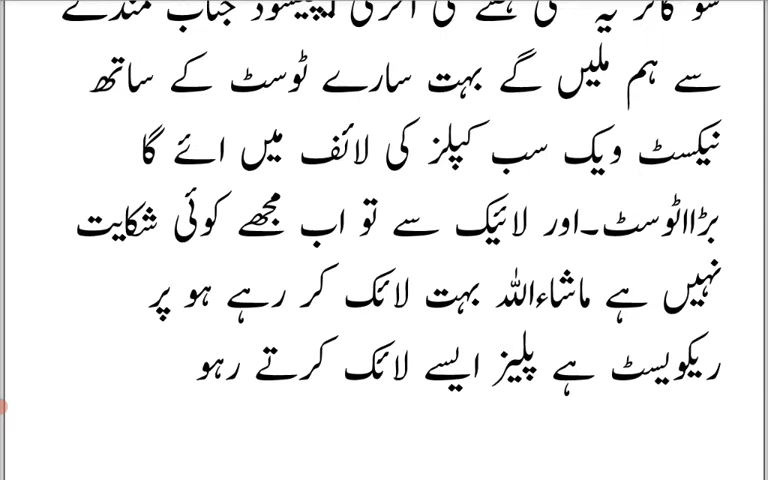 سے ہم ملیں گے بہت سارے ٹوسٹ کے ساتھ
نیکسٹ ویک سب کپلز کی لائف میں ائے گا
بڑااٹوسٹ۔اور لائیک سے تو اب مجھے کوئی شکایت
نہیں ہے ماشاءاللہ بہت لائک کر رہے ہو پر
ریکویسٹ ہے پلیز ایسے لائک کرتے رہو